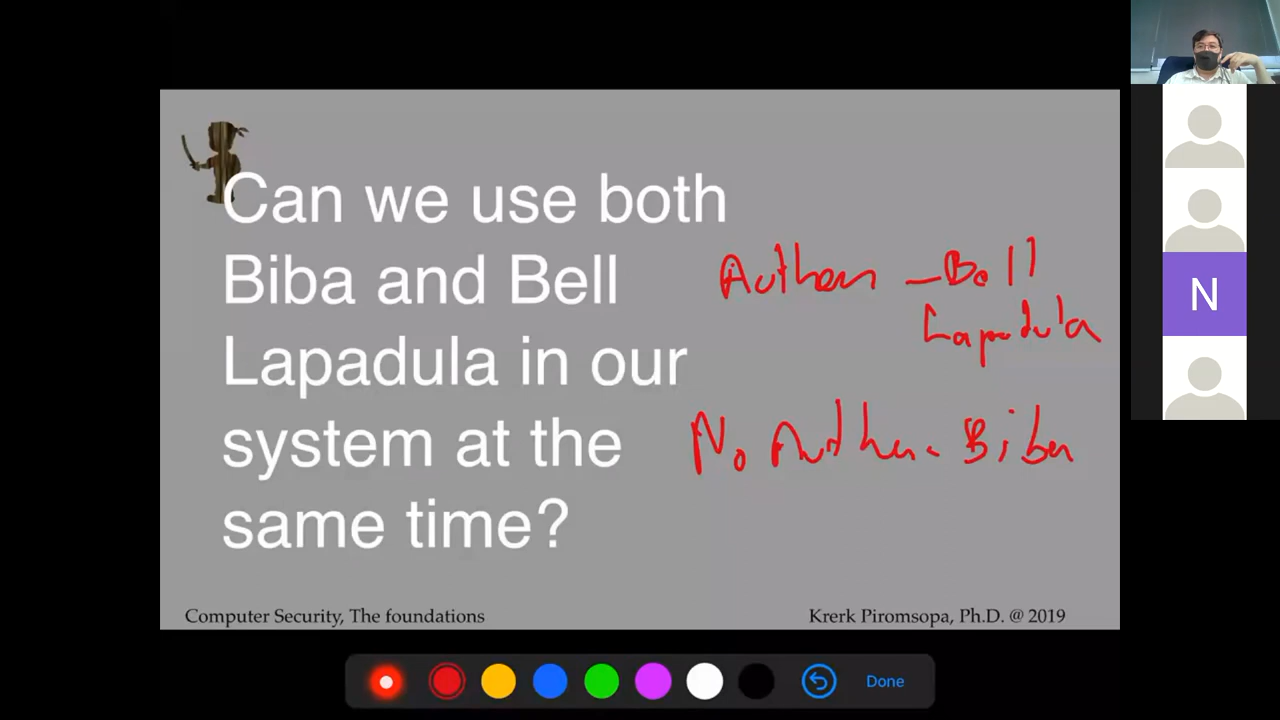 Can we use both
Biba and Bell
Lapadula in our
system at the
same time?
Authen - Bell
Lapadula
No Authen - Biba
Computer Security, The foundations
Krerk Piromsopa, Ph.D. @ 2019
N
Done